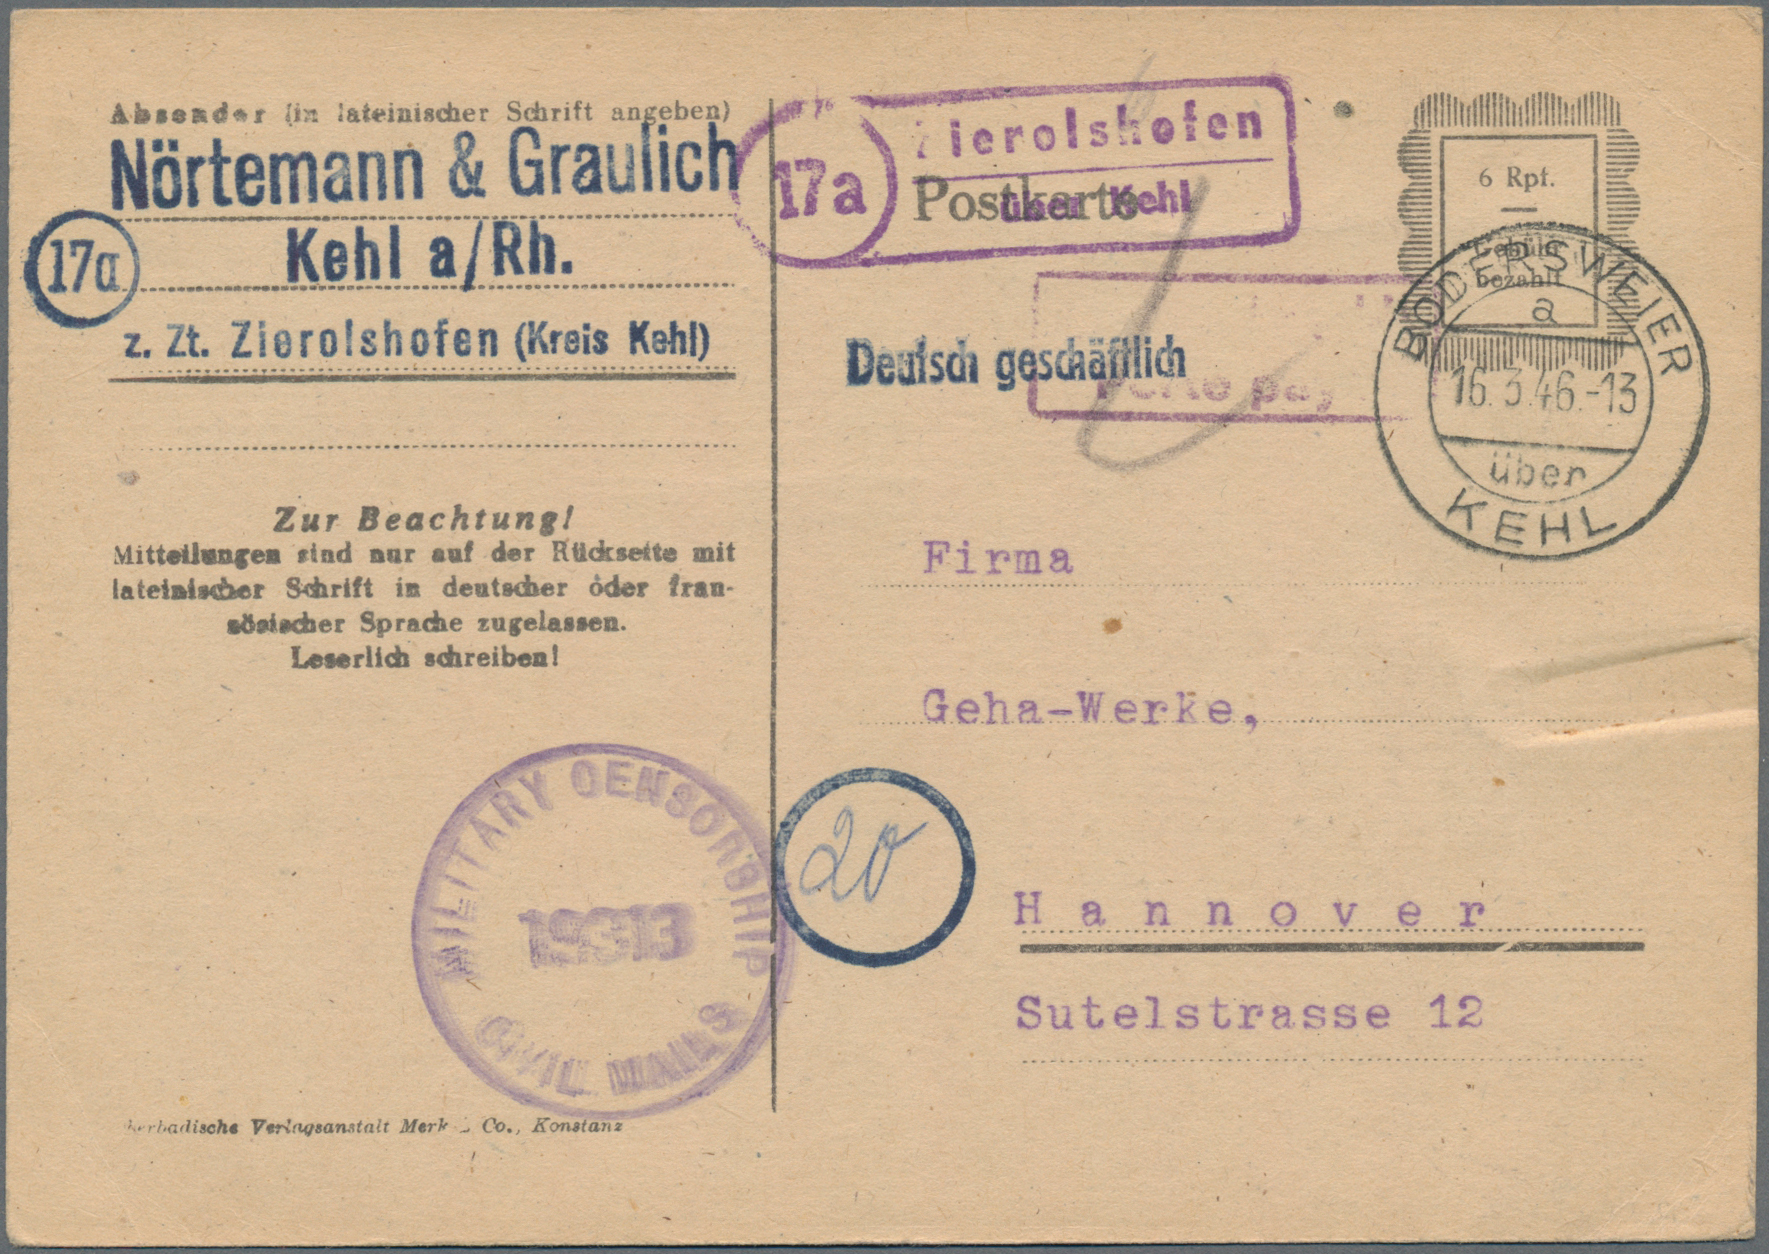 Absender (in lateinischer Schrift angeben)
Nörtemann & Graulich
17a
Kehl a/Rh.
z. Zt. Zierolshofen (Kreis Kehl)
Zur Beachtung!
Mitteilungen sind nur auf der Rückseite mit
lateinischer Schrift in deutscher oder fran-
zösischer Sprache zugelassen.
Leserlich schreiben!
MILITARY CENSORSHIP
CIVIL MAILS
Verlagsanstalt Merk Co., Konstanz
17a
Zierolshofen
über Kehl
Postkarte
6 Rpf.
Gebühr
bezahlt
BODERSWEIER
a
16.3.46.-13
über
KEHL
Deutsch geschäftlich
Firma
Geha-Werke,
20
Hannover
Sutelstrasse 12